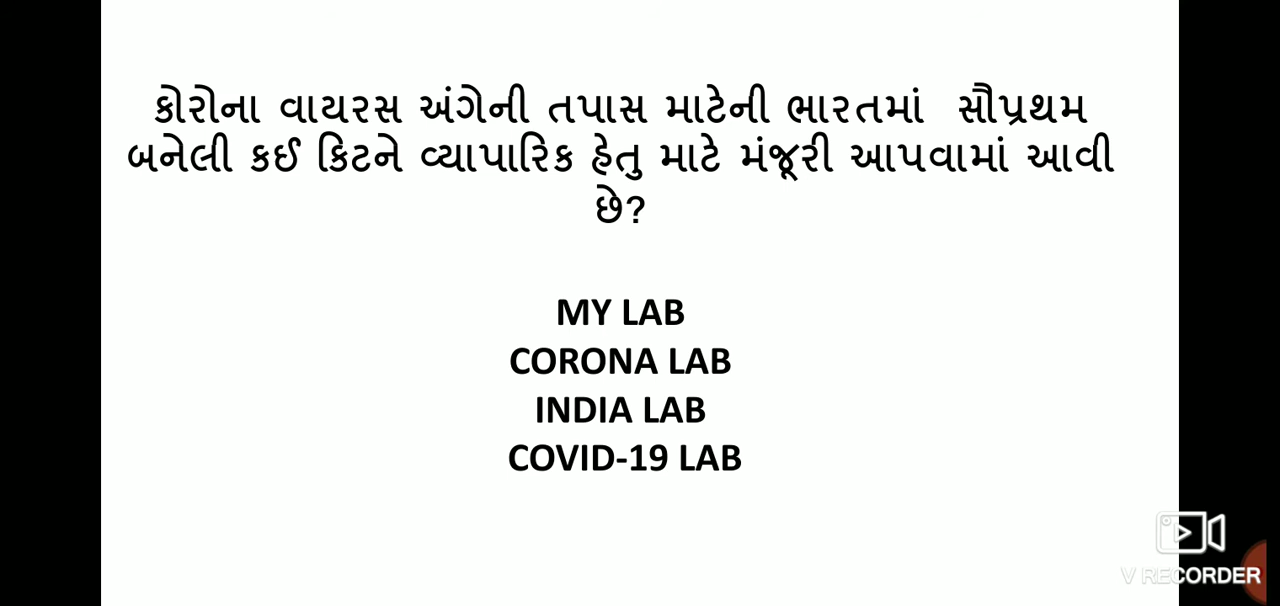 કોરોના વાયરસ અંગેની તપાસ માટેની ભારતમાં સૌપ્રથમ
બનેલી કઈ કિટને વ્યાપારિક હેતુ માટે મંજૂરી આપવામાં આવી
છે?
MY LAB
CORONA LAB
INDIA LAB
COVID-19 LAB
V RECORDER